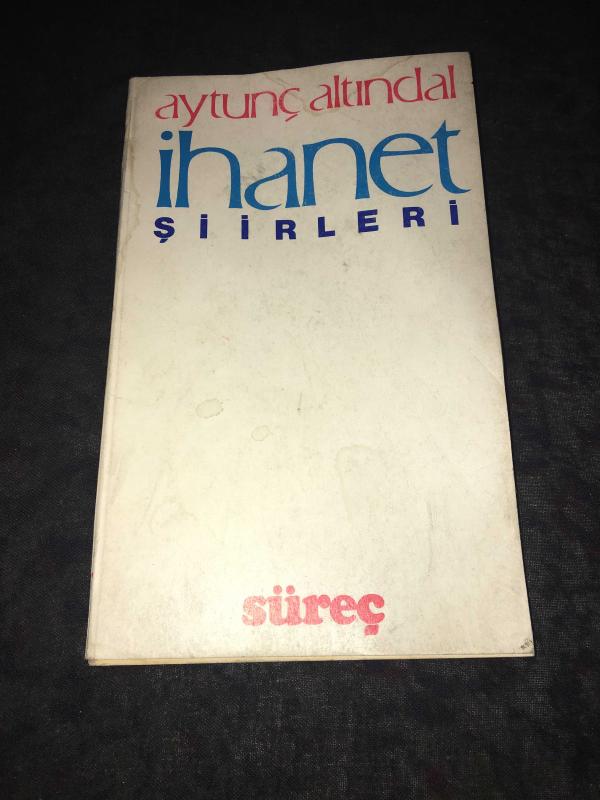 aytunç altındal
ihanet
ŞİİRLERİ
süreç